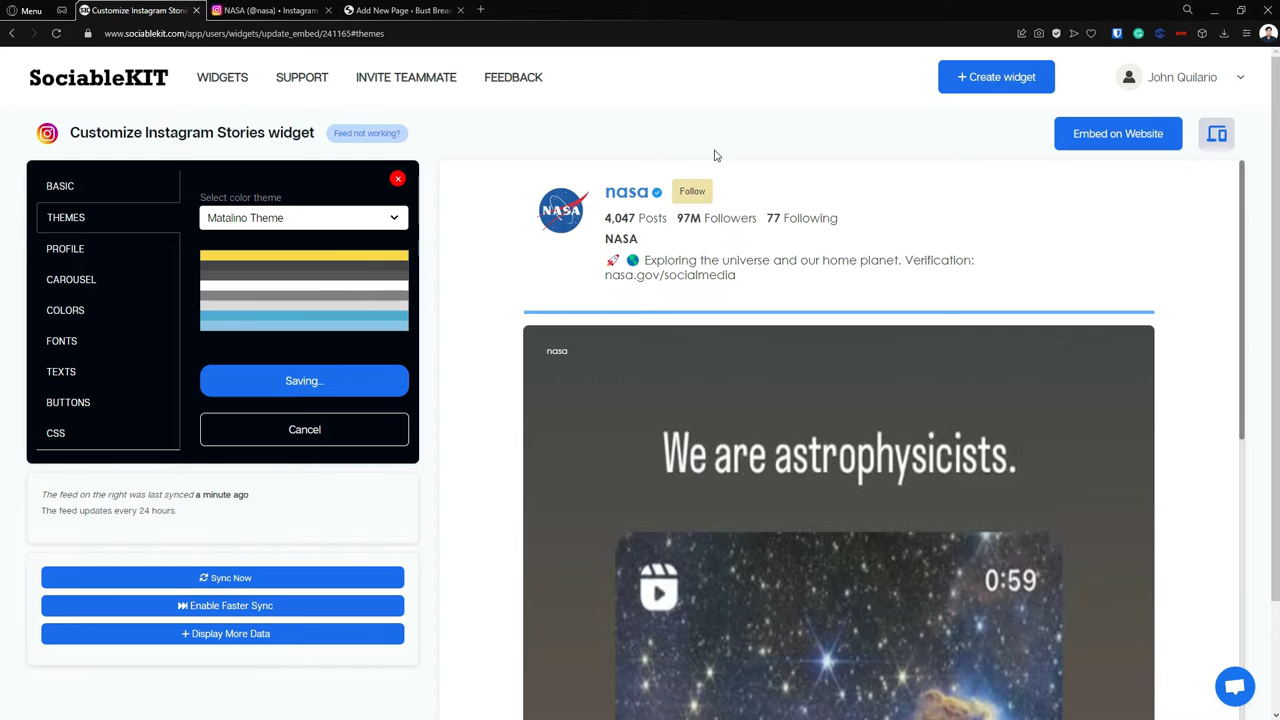 Menu
Customize Instagram Stori
NASA (@nasa) • Instagram
Add New Page ‹ Bust Brea
www.sociablekit.com/app/users/widgets/update_embed/241165#themes
SociableKIT
WIDGETS
SUPPORT
INVITE TEAMMATE
FEEDBACK
+ Create widget
John Quilario
Customize Instagram Stories widget
Feed not working?
Embed on Website
BASIC
THEMES
PROFILE
CAROUSEL
COLORS
FONTS
TEXTS
BUTTONS
CSS
Select color theme
Matalino Theme
Saving...
Cancel
The feed on the right was last synced a minute ago
The feed updates every 24 hours.
Sync Now
Enable Faster Sync
+ Display More Data
NASA
nasa
Follow
4,047 Posts 97M Followers 77 Following
NASA
🚀 🌎 Exploring the universe and our home planet. Verification:
nasa.gov/socialmedia
nasa
We are astrophysicists.
0:59